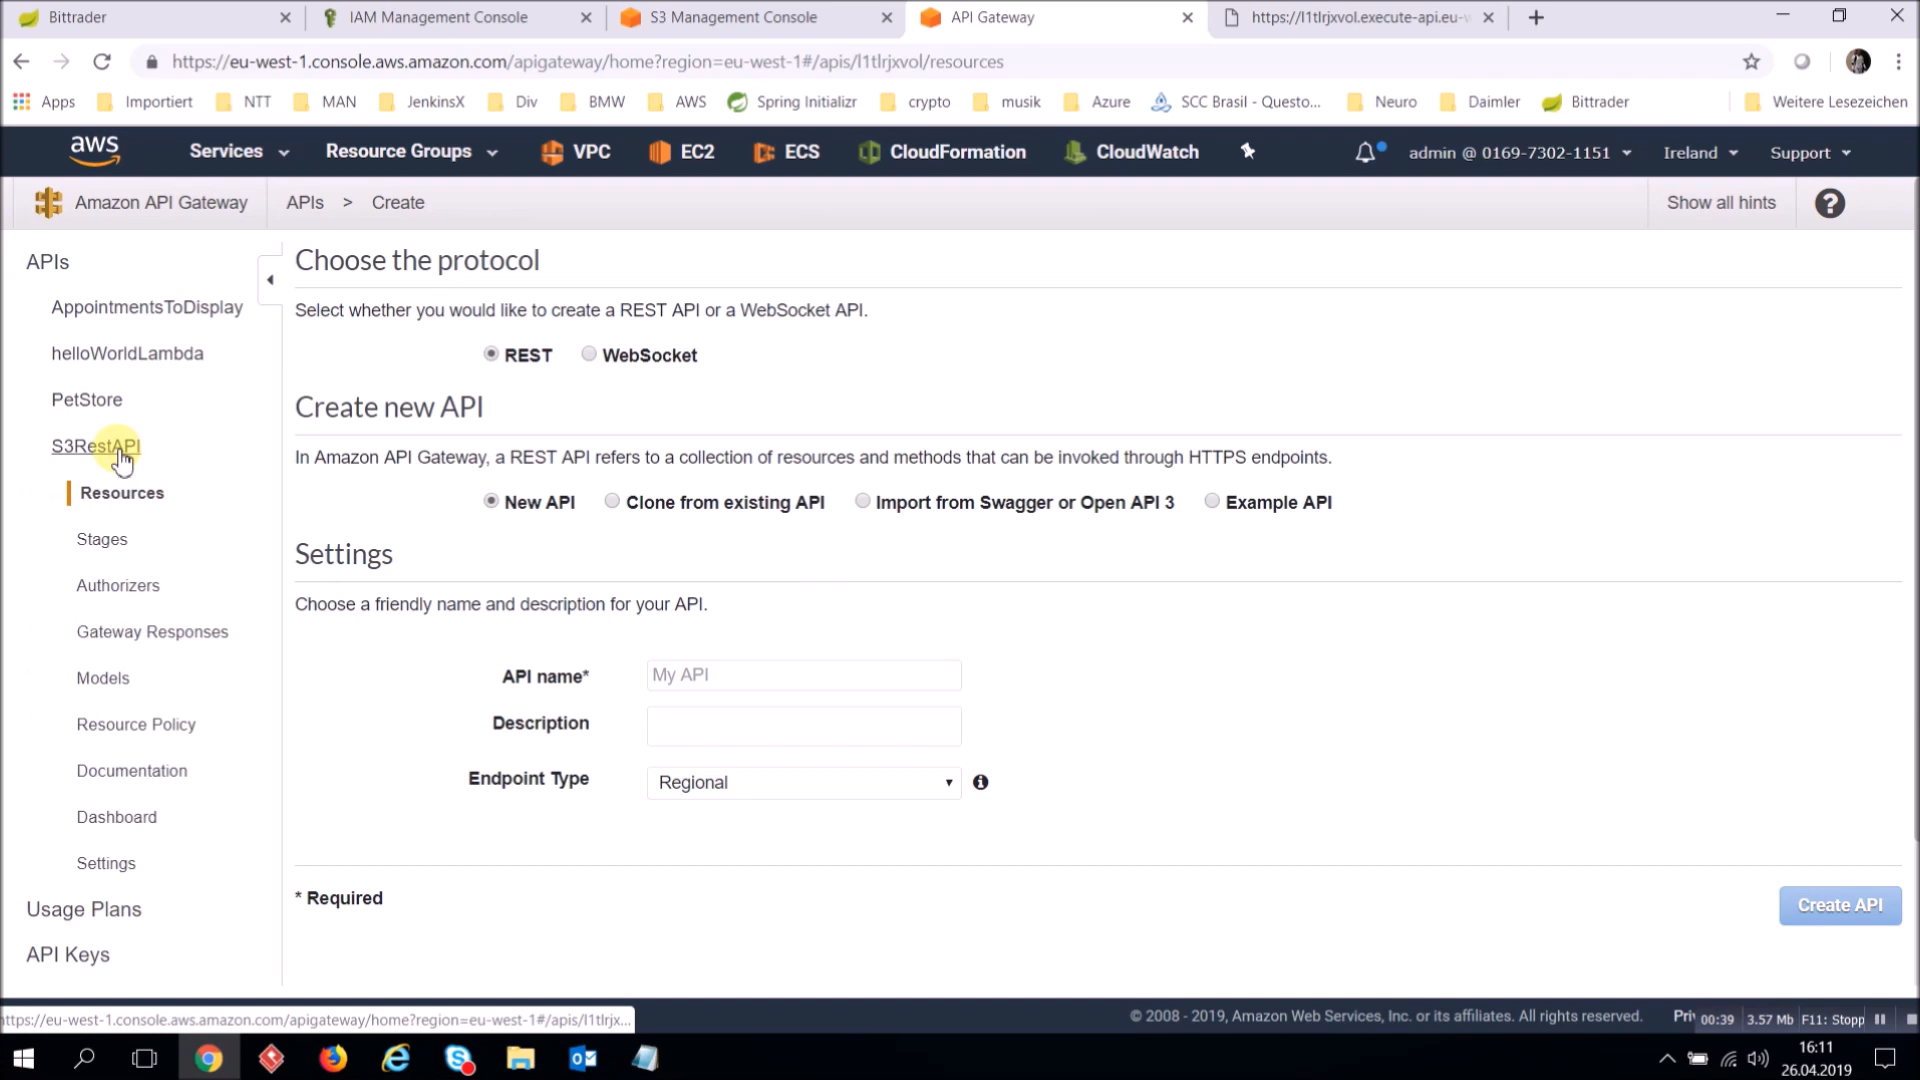 Bittrader
IAM Management Console
S3 Management Console
API Gateway
https://l1tlrjxvol.execute-api.eu-w
https://eu-west-1.console.aws.amazon.com/apigateway/home?region=eu-west-1#/apis/l1tlrjxvol/resources
Apps Importiert NTT MAN JenkinsX Div BMW AWS Spring Initializr crypto musik Azure SCC Brasil - Questo... Neuro Daimler Bittrader Weitere Lesezeichen
aws Services Resource Groups VPC EC2 ECS CloudFormation CloudWatch admin @ 0169-7302-1151 Ireland Support
Amazon API Gateway APIs > Create Show all hints ?
APIs
AppointmentsToDisplay
helloWorldLambda
PetStore
S3RestAPI
Resources
Stages
Authorizers
Gateway Responses
Models
Resource Policy
Documentation
Dashboard
Settings
Usage Plans
API Keys
Choose the protocol
Select whether you would like to create a REST API or a WebSocket API.
REST WebSocket
Create new API
In Amazon API Gateway, a REST API refers to a collection of resources and methods that can be invoked through HTTPS endpoints.
New API Clone from existing API Import from Swagger or Open API 3 Example API
Settings
Choose a friendly name and description for your API.
API name* My API
Description
Endpoint Type Regional
* Required
Create API
ttps://eu-west-1.console.aws.amazon.com/apigateway/home?region=eu-west-1#/apis/l1tlrjx...
© 2008 - 2019, Amazon Web Services, Inc. or its affiliates. All rights reserved. Pri 00:39 3.57 Mb F11: Stopp
16:11
26.04.2019